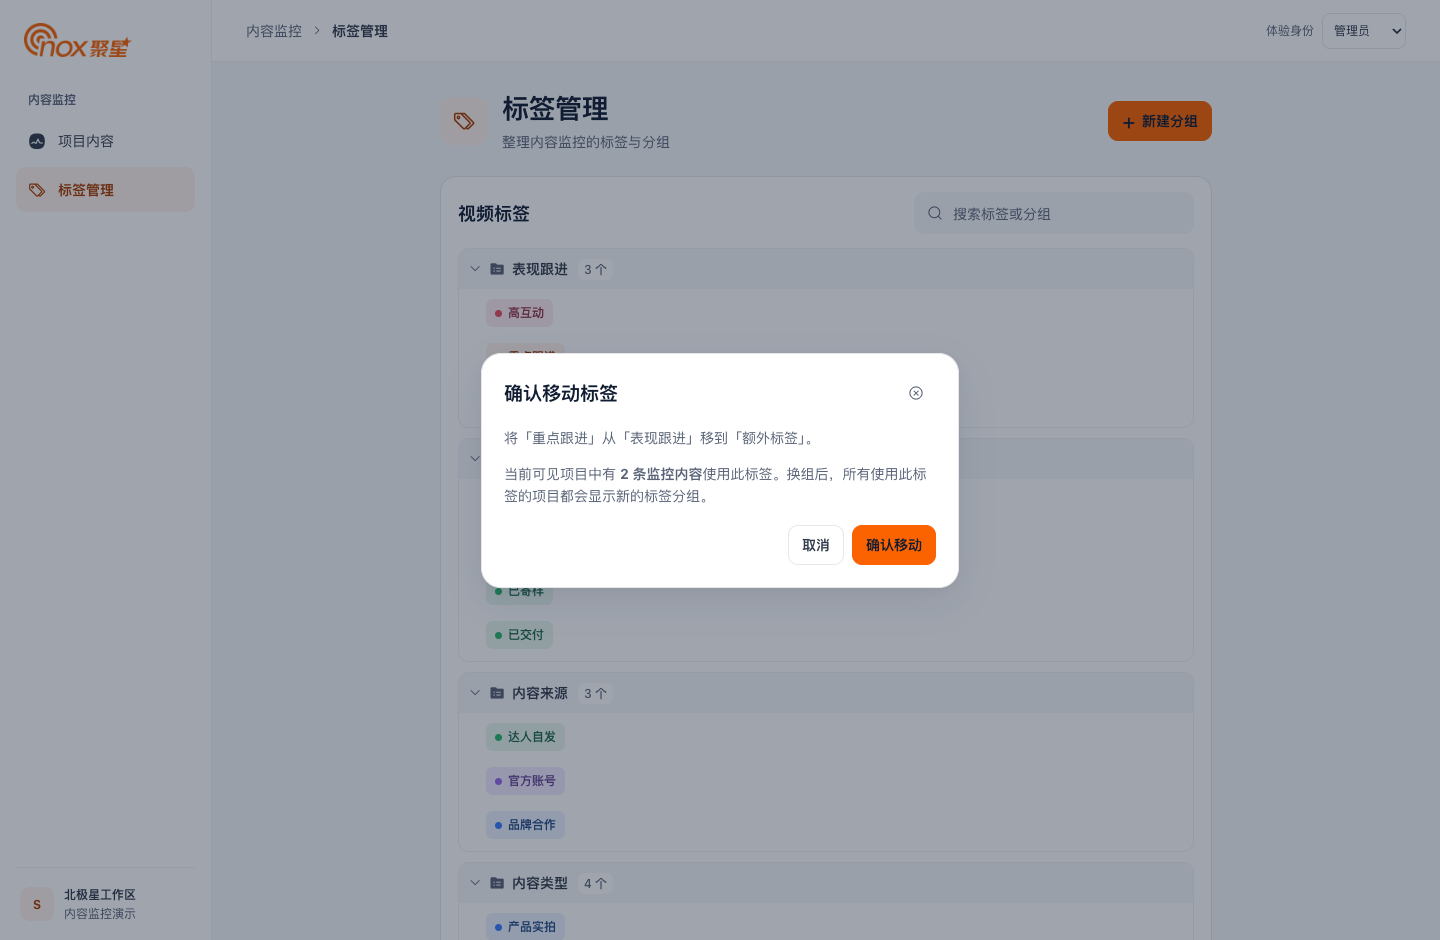 nox 聚星
内容监控
项目内容
标签管理
北极星工作区
S
内容监控演示
内容监控
标签管理
体验身份
管理员
标签管理
整理内容监控的标签与分组
+ 新建分组
视频标签
搜索标签或分组
表现跟进 3 个
高互动
确认移动标签
将「重点跟进」从「表现跟进」移到「额外标签」。
当前可见项目中有 2 条监控内容使用此标签。换组后，所有使用此标
签的项目都会显示新的标签分组。
取消
确认移动
已寄样
已交付
内容来源 3 个
达人自发
官方账号
品牌合作
内容类型 4 个
产品实拍